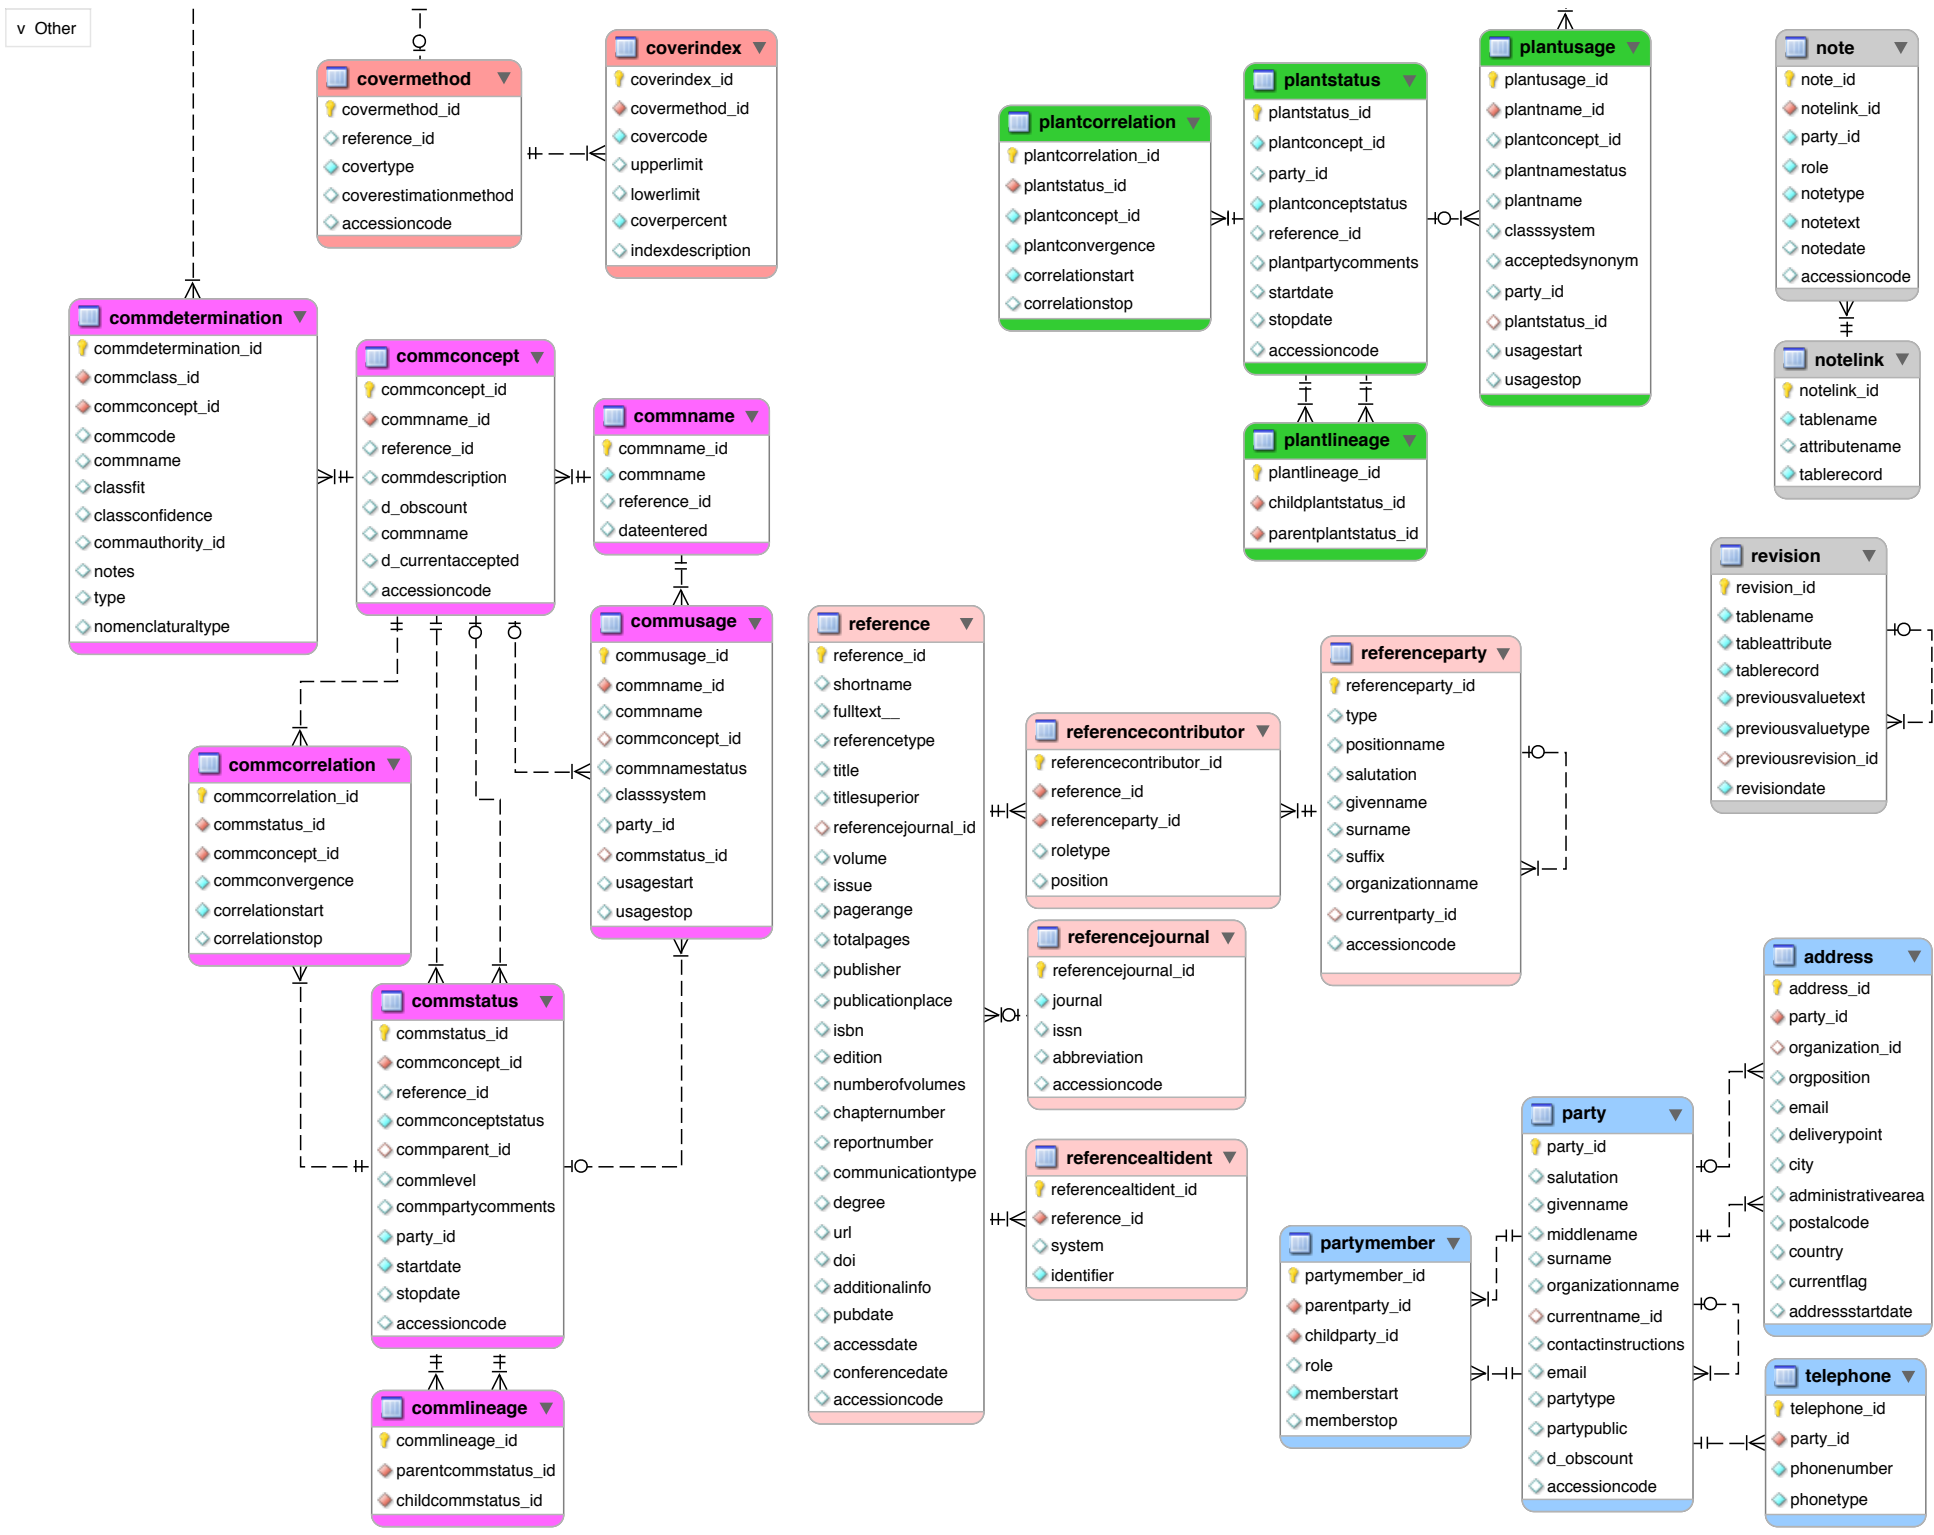 v Other
covermethod
covermethod_id
reference_id
covertype
coverestimationmethod
accessioncode
coverindex
coverindex_id
covermethod_id
covercode
upperlimit
lowerlimit
coverpercent
indexdescription
plantcorrelation
plantcorrelation_id
plantstatus_id
plantconcept_id
plantconvergence
correlationstart
correlationstop
plantstatus
plantstatus_id
plantconcept_id
party_id
plantconceptstatus
reference_id
plantpartycomments
startdate
stopdate
accessioncode
plantusage
plantusage_id
plantname_id
plantconcept_id
plantnamestatus
plantname
classsystem
acceptedsynonym
party_id
plantstatus_id
usagestart
usagestop
note
note_id
notelink_id
party_id
role
notetype
notetext
notedate
accessioncode
notelink
notelink_id
tablename
attributename
tablerecord
plantlineage
plantlineage_id
childplantstatus_id
parentplantstatus_id
commdetermination
commdetermination_id
commclass_id
commconcept_id
commcode
commname
classfit
classconfidence
commauthority_id
notes
type
nomenclaturaltype
commconcept
commconcept_id
commname_id
reference_id
commdescription
d_obscount
commname
d_currentaccepted
accessioncode
commname
commname_id
commname
reference_id
dateentered
commusage
commusage_id
commname_id
commname
commconcept_id
commnamestatus
classsystem
party_id
commstatus_id
usagestart
usagestop
commcorrelation
commcorrelation_id
commstatus_id
commconcept_id
commconvergence
correlationstart
correlationstop
commstatus
commstatus_id
commconcept_id
reference_id
commconceptstatus
commparent_id
commlevel
commpartycomments
party_id
startdate
stopdate
accessioncode
commlineage
commlineage_id
parentcommstatus_id
childcommstatus_id
reference
reference_id
shortname
fulltext__
referencetype
title
titlesuperior
referencejournal_id
volume
issue
pagerange
totalpages
publisher
publicationplace
isbn
edition
numberofvolumes
chapternumber
reportnumber
communicationtype
degree
url
doi
additionalinfo
pubdate
accessdate
conferencedate
accessioncode
referencecontributor
referencecontributor_id
reference_id
referenceparty_id
roletype
position
referencejournal
referencejournal_id
journal
issn
abbreviation
accessioncode
referencealtident
referencealtident_id
reference_id
system
identifier
referenceparty
referenceparty_id
type
positionname
salutation
givenname
surname
suffix
organizationname
currentparty_id
accessioncode
revision
revision_id
tablename
tableattribute
tablerecord
previousvaluetext
previousvaluetype
previousrevision_id
revisiondate
partymember
partymember_id
parentparty_id
childparty_id
role
memberstart
memberstop
party
party_id
salutation
givenname
middlename
surname
organizationname
currentname_id
contactinstructions
email
partytype
partypublic
d_obscount
accessioncode
address
address_id
party_id
organization_id
orgposition
email
deliverypoint
city
administrativearea
postalcode
country
currentflag
addressstartdate
telephone
telephone_id
party_id
phonenumber
phonetype